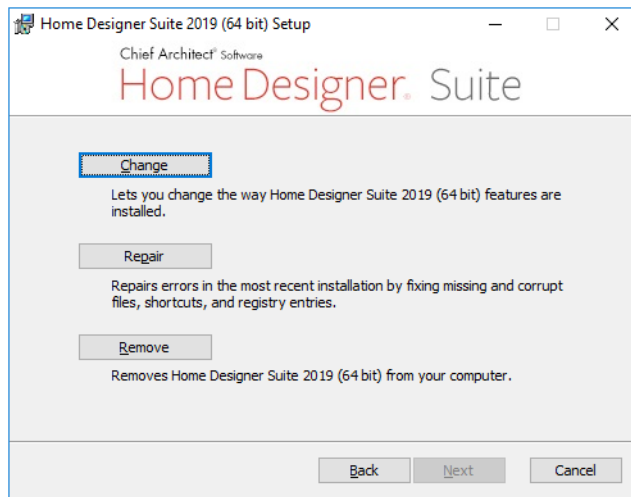 Home Designer Suite 2019 (64 bit) Setup
Chief Architect® Software
Home Designer® Suite
Change
Lets you change the way Home Designer Suite 2019 (64 bit) features are
installed.
Repair
Repairs errors in the most recent installation by fixing missing and corrupt
files, shortcuts, and registry entries.
Remove
Removes Home Designer Suite 2019 (64 bit) from your computer.
Back Next Cancel